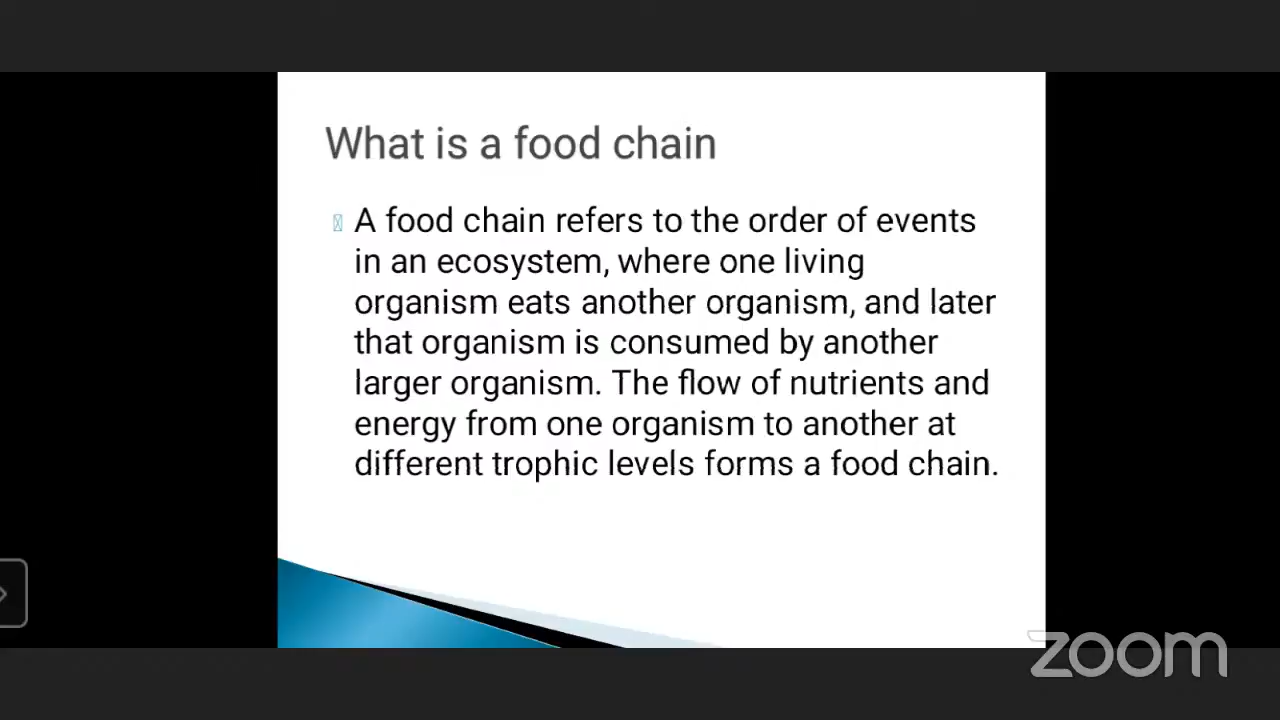 What is a food chain
A food chain refers to the order of events
in an ecosystem, where one living
organism eats another organism, and later
that organism is consumed by another
larger organism. The flow of nutrients and
energy from one organism to another at
different trophic levels forms a food chain.
zoom